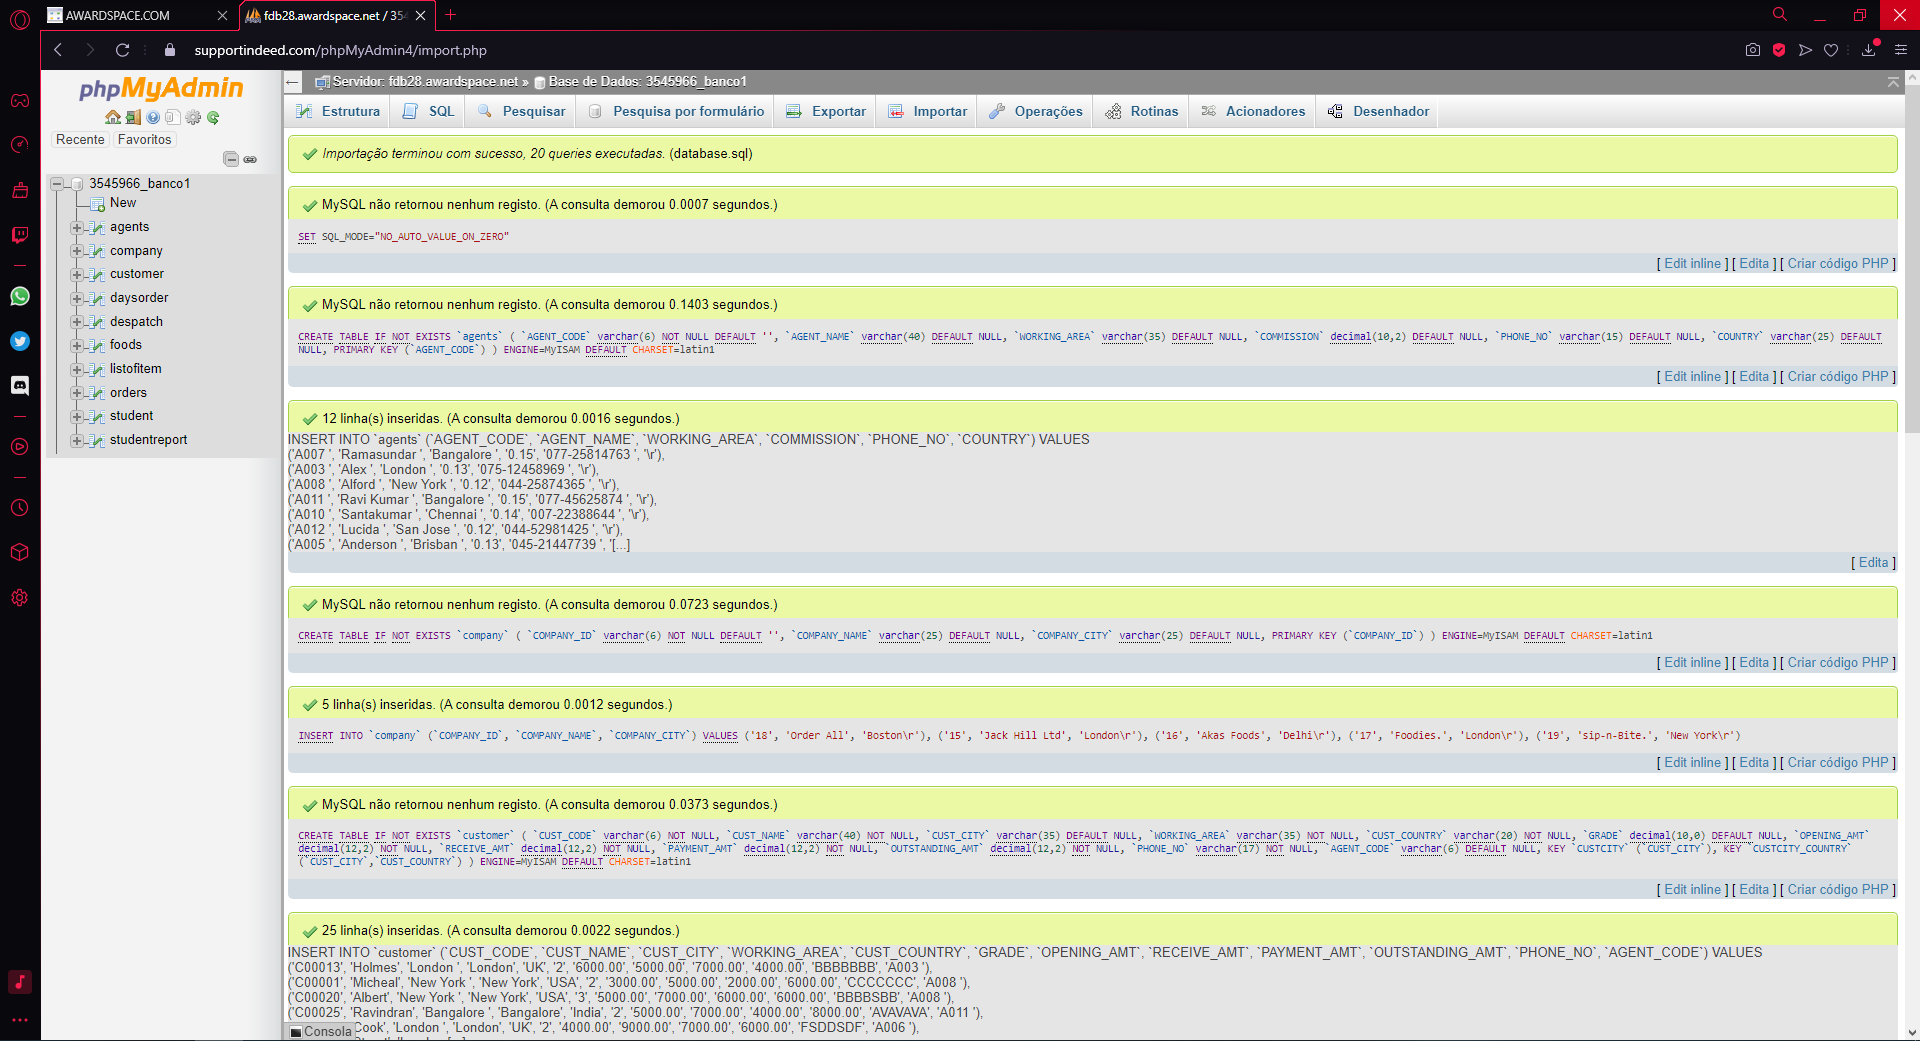 AWARDSPACE.COM
fdb28.awardspace.net / 354
supportindeed.com/phpMyAdmin4/import.php
phpMyAdmin
Recente Favoritos
3545966_banco1
New
agents
company
customer
daysorder
despatch
foods
listofitem
orders
student
studentreport
Servidor: fdb28.awardspace.net » Base de Dados: 3545966_banco1
Estrutura SQL Pesquisar Pesquisa por formulário Exportar Importar Operações Rotinas Acionadores Desenhador
Importação terminou com sucesso, 20 queries executadas. (database.sql)
MySQL não retornou nenhum registo. (A consulta demorou 0.0007 segundos.)
SET SQL_MODE="NO_AUTO_VALUE_ON_ZERO"
[ Edit inline ] [ Edita ] [ Criar código PHP ]
MySQL não retornou nenhum registo. (A consulta demorou 0.1403 segundos.)
CREATE TABLE IF NOT EXISTS `agents` ( `AGENT_CODE` varchar(6) NOT NULL DEFAULT '', `AGENT_NAME` varchar(40) DEFAULT NULL, `WORKING_AREA` varchar(35) DEFAULT NULL, `COMMISSION` decimal(10,2) DEFAULT NULL, `PHONE_NO` varchar(15) DEFAULT NULL, `COUNTRY` varchar(25) DEFAULT
NULL, PRIMARY KEY (`AGENT_CODE`) ) ENGINE=MyISAM DEFAULT CHARSET=latin1
[ Edit inline ] [ Edita ] [ Criar código PHP ]
12 linha(s) inseridas. (A consulta demorou 0.0016 segundos.)
INSERT INTO `agents` (`AGENT_CODE`, `AGENT_NAME`, `WORKING_AREA`, `COMMISSION`, `PHONE_NO`, `COUNTRY`) VALUES
('A007 ', 'Ramasundar ', 'Bangalore ', '0.15', '077-25814763 ', '\r'),
('A003 ', 'Alex ', 'London ', '0.13', '075-12458969 ', '\r'),
('A008 ', 'Alford ', 'New York ', '0.12', '044-25874365 ', '\r'),
('A011 ', 'Ravi Kumar ', 'Bangalore ', '0.15', '077-45625874 ', '\r'),
('A010 ', 'Santakumar ', 'Chennai ', '0.14', '007-22388644 ', '\r'),
('A012 ', 'Lucida ', 'San Jose ', '0.12', '044-52981425 ', '\r'),
('A005 ', 'Anderson ', 'Brisban ', '0.13', '045-21447739 ', '[...]
[ Edita ]
MySQL não retornou nenhum registo. (A consulta demorou 0.0723 segundos.)
CREATE TABLE IF NOT EXISTS `company` ( `COMPANY_ID` varchar(6) NOT NULL DEFAULT '', `COMPANY_NAME` varchar(25) DEFAULT NULL, `COMPANY_CITY` varchar(25) DEFAULT NULL, PRIMARY KEY (`COMPANY_ID`) ) ENGINE=MyISAM DEFAULT CHARSET=latin1
[ Edit inline ] [ Edita ] [ Criar código PHP ]
5 linha(s) inseridas. (A consulta demorou 0.0012 segundos.)
INSERT INTO `company` (`COMPANY_ID`, `COMPANY_NAME`, `COMPANY_CITY`) VALUES ('18', 'Order All', 'Boston\r'), ('15', 'Jack Hill Ltd', 'London\r'), ('16', 'Akas Foods', 'Delhi\r'), ('17', 'Foodies.', 'London\r'), ('19', 'sip-n-Bite.', 'New York\r')
[ Edit inline ] [ Edita ] [ Criar código PHP ]
MySQL não retornou nenhum registo. (A consulta demorou 0.0373 segundos.)
CREATE TABLE IF NOT EXISTS `customer` ( `CUST_CODE` varchar(6) NOT NULL, `CUST_NAME` varchar(40) NOT NULL, `CUST_CITY` varchar(35) DEFAULT NULL, `WORKING_AREA` varchar(35) NOT NULL, `CUST_COUNTRY` varchar(20) NOT NULL, `GRADE` decimal(10,0) DEFAULT NULL, `OPENING_AMT`
decimal(12,2) NOT NULL, `RECEIVE_AMT` decimal(12,2) NOT NULL, `PAYMENT_AMT` decimal(12,2) NOT NULL, `OUTSTANDING_AMT` decimal(12,2) NOT NULL, `PHONE_NO` varchar(17) NOT NULL, `AGENT_CODE` varchar(6) DEFAULT NULL, KEY `CUSTCITY` (`CUST_CITY`), KEY `CUSTCITY_COUNTRY`
(`CUST_CITY`,`CUST_COUNTRY`) ) ENGINE=MyISAM DEFAULT CHARSET=latin1
[ Edit inline ] [ Edita ] [ Criar código PHP ]
25 linha(s) inseridas. (A consulta demorou 0.0022 segundos.)
INSERT INTO `customer` (`CUST_CODE`, `CUST_NAME`, `CUST_CITY`, `WORKING_AREA`, `CUST_COUNTRY`, `GRADE`, `OPENING_AMT`, `RECEIVE_AMT`, `PAYMENT_AMT`, `OUTSTANDING_AMT`, `PHONE_NO`, `AGENT_CODE`) VALUES
('C00013', 'Holmes', 'London ', 'London', 'UK', '2', '6000.00', '5000.00', '7000.00', '4000.00', 'BBBBBBB', 'A003 '),
('C00001', 'Micheal', 'New York ', 'New York', 'USA', '2', '3000.00', '5000.00', '2000.00', '6000.00', 'CCCCCCC', 'A008 '),
('C00020', 'Albert', 'New York ', 'New York', 'USA', '3', '5000.00', '7000.00', '6000.00', '6000.00', 'BBBBSBB', 'A008 '),
('C00025', 'Ravindran', 'Bangalore ', 'Bangalore', 'India', '2', '5000.00', '7000.00', '4000.00', '8000.00', 'AVAVAVA', 'A011 '),
Cook', 'London ', 'London', 'UK', '2', '4000.00', '9000.00', '7000.00', '6000.00', 'FSDDSDF', 'A006 '),
Consola